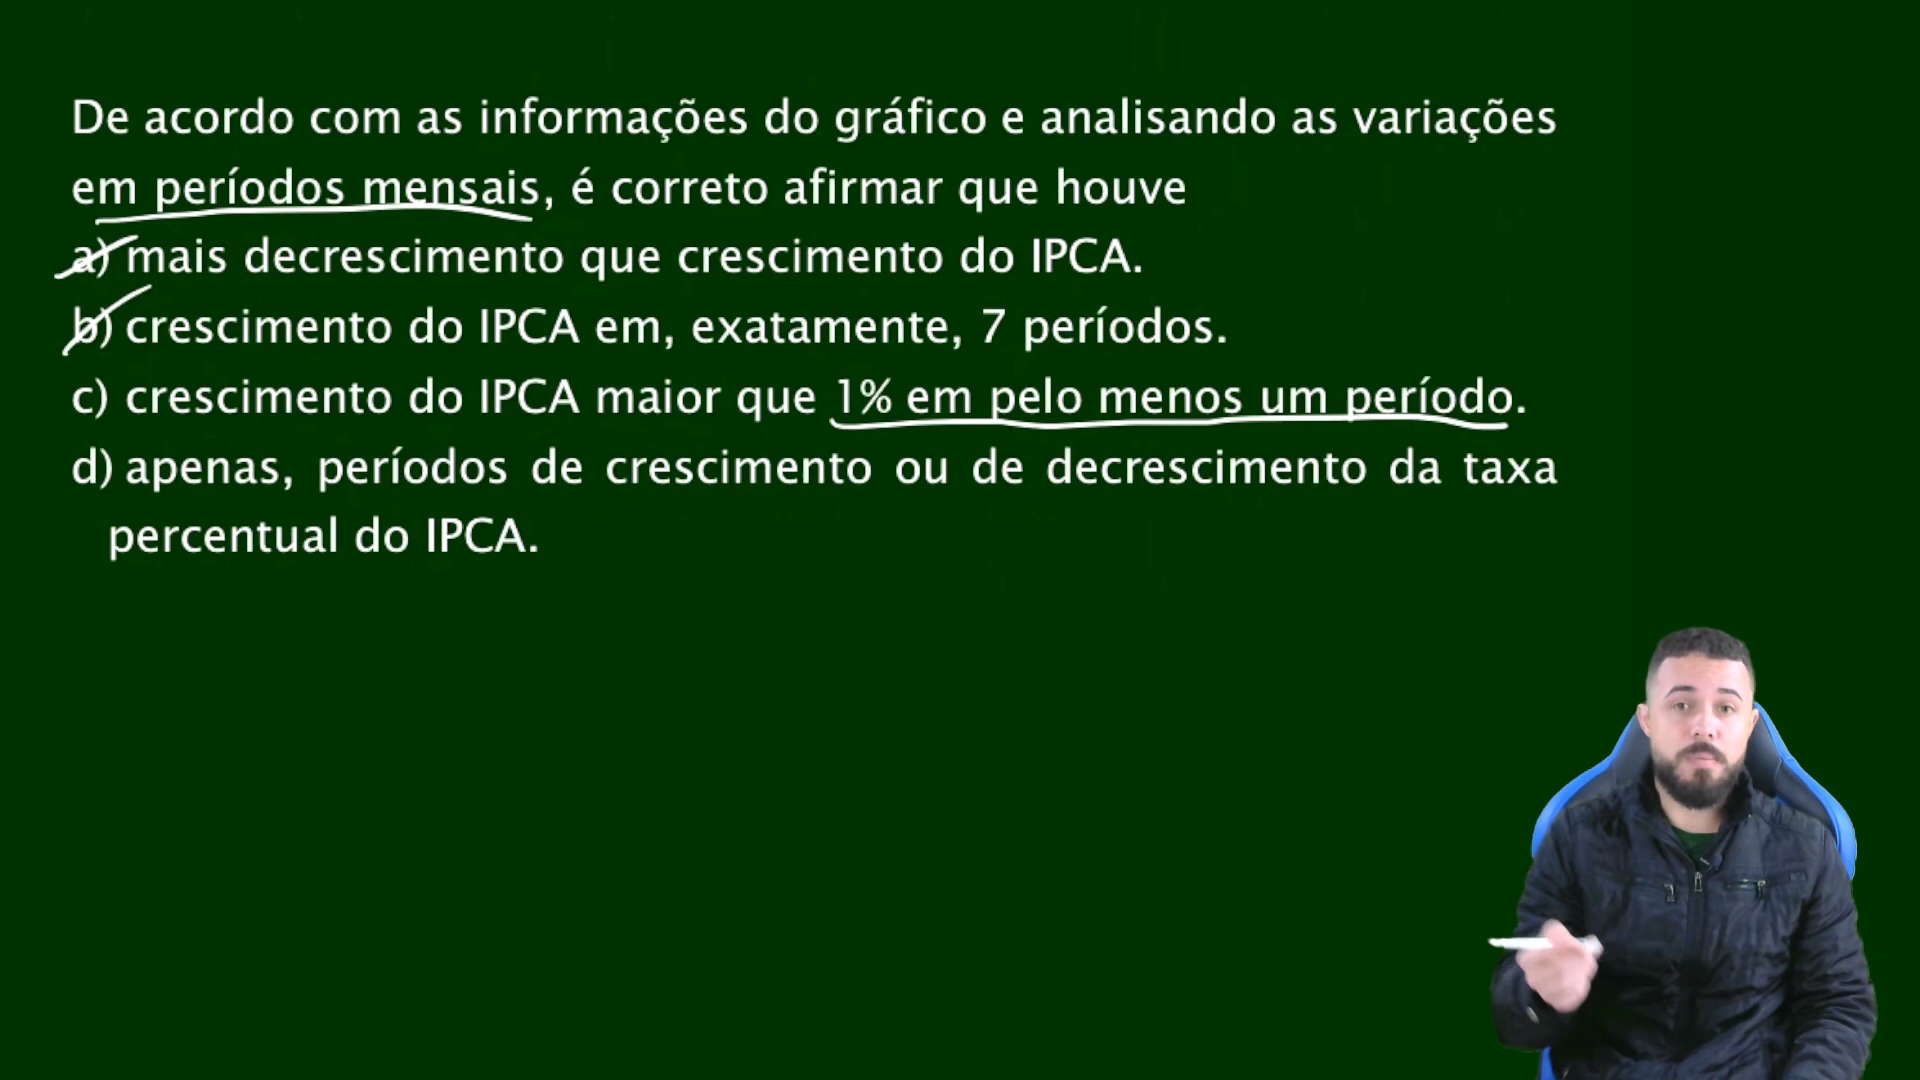 De acordo com as informações do gráfico e analisando as variações
em períodos mensais, é correto afirmar que houve
a) mais decrescimento que crescimento do IPCA.
b) crescimento do IPCA em, exatamente, 7 períodos.
c) crescimento do IPCA maior que 1% em pelo menos um período.
d) apenas, períodos de crescimento ou de decrescimento da taxa
percentual do IPCA.